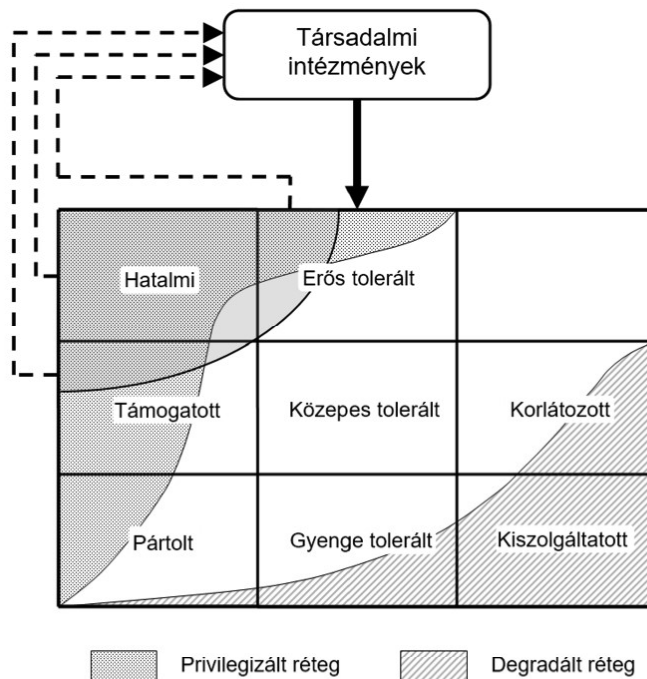 Társadalmi
intézmények
Hatalmi
Erős tolerált
Támogatott
Közepes tolerált
Korlátozott
Pártolt
Gyenge tolerált
Kiszolgáltatott
Privilegizált réteg
Degradált réteg